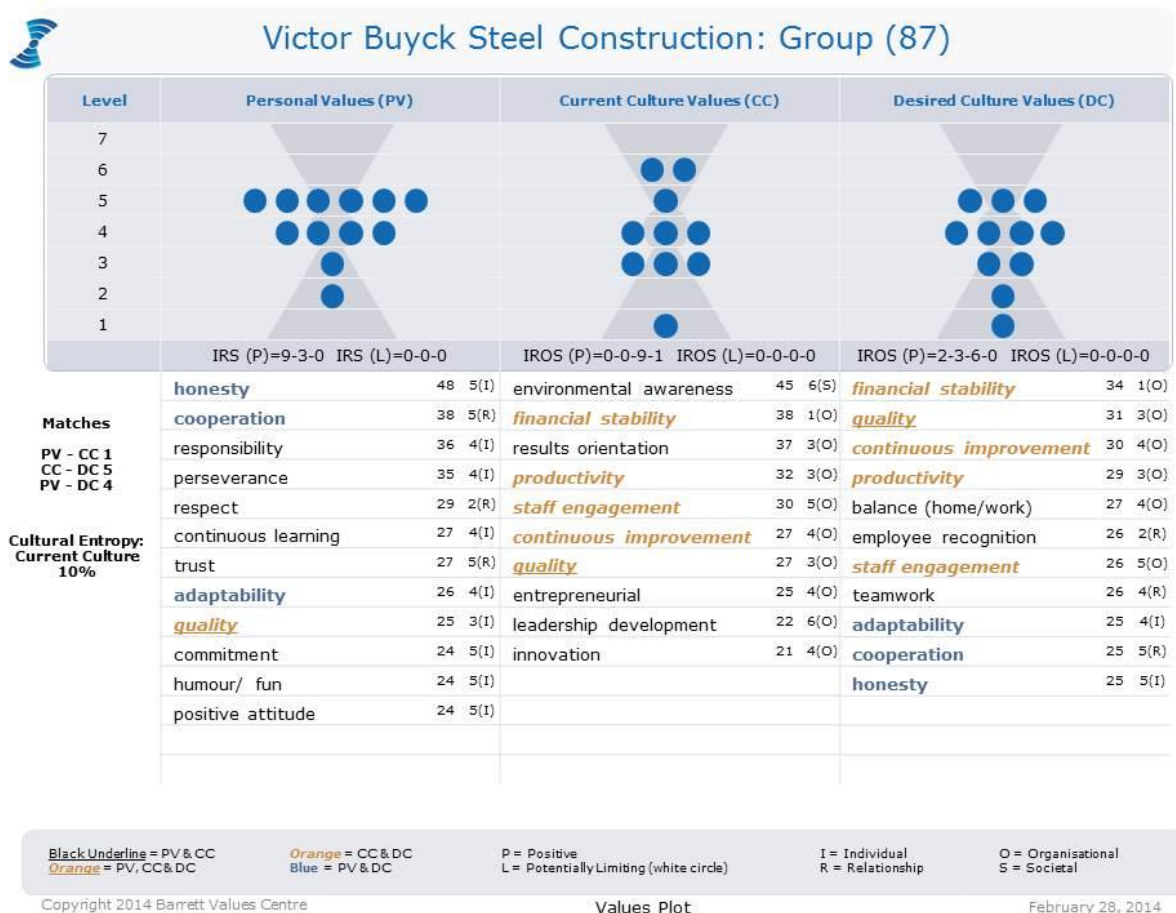 Victor Buyck Steel Construction: Group (87)
Level Personal Values (PV) Current Culture Values (CC) Desired Culture Values (DC)
7
6
5
4
3
2
1
IRS (P)=9-3-0 IRS (L)=0-0-0 IROS (P)=0-0-9-1 IROS (L)=0-0-0-0 IROS (P)=2-3-6-0 IROS (L)=0-0-0-0
Matches
PV - CC 1
CC - DC 5
PV - DC 4
Cultural Entropy:
Current Culture
10%
honesty 48 5(I)
cooperation 38 5(R)
responsibility 36 4(I)
perseverance 35 4(I)
respect 29 2(R)
continuous learning 27 4(I)
trust 27 5(R)
adaptability 26 4(I)
quality 25 3(I)
commitment 24 5(I)
humour/ fun 24 5(I)
positive attitude 24 5(I)
environmental awareness 45 6(S)
financial stability 38 1(O)
results orientation 37 3(O)
productivity 32 3(O)
staff engagement 30 5(O)
continuous improvement 27 4(O)
quality 27 3(O)
entrepreneurial 25 4(O)
leadership development 22 6(O)
innovation 21 4(O)
financial stability 34 1(O)
quality 31 3(O)
continuous improvement 30 4(O)
productivity 29 3(O)
balance (home/work) 27 4(O)
employee recognition 26 2(R)
staff engagement 26 5(O)
teamwork 26 4(R)
adaptability 25 4(I)
cooperation 25 5(R)
honesty 25 5(I)
Black Underline = PV & CC
Orange = PV, CC & DC
Orange = CC & DC
Blue = PV & DC
P = Positive
L = Potentially Limiting (white circle)
I = Individual
R = Relationship
O = Organisational
S = Societal
Copyright 2014 Barrett Values Centre
Values Plot
February 28, 2014